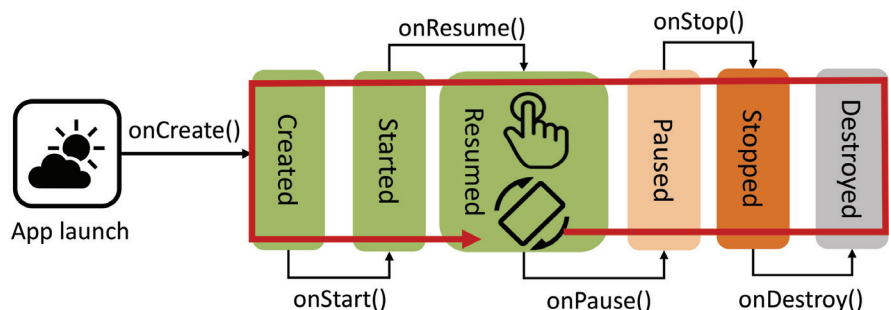 onResume()
onStop()
onCreate()
Created
Started
Resumed
Paused
Stopped
Destroyed
App launch
onStart()
onPause()
onDestroy()